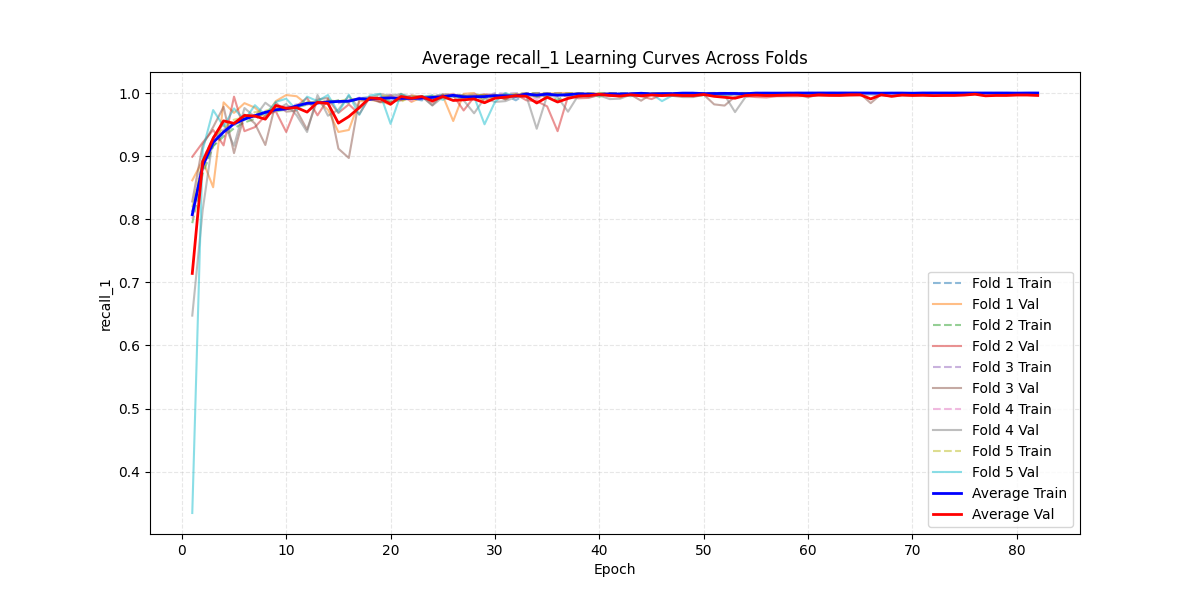 Average recall_1 Learning Curves Across Folds
recall_1
1.0
0.9
0.8
0.7
0.6
0.5
0.4
0
10
20
30
40
50
60
70
80
Epoch
Fold 1 Train
Fold 1 Val
Fold 2 Train
Fold 2 Val
Fold 3 Train
Fold 3 Val
Fold 4 Train
Fold 4 Val
Fold 5 Train
Fold 5 Val
Average Train
Average Val